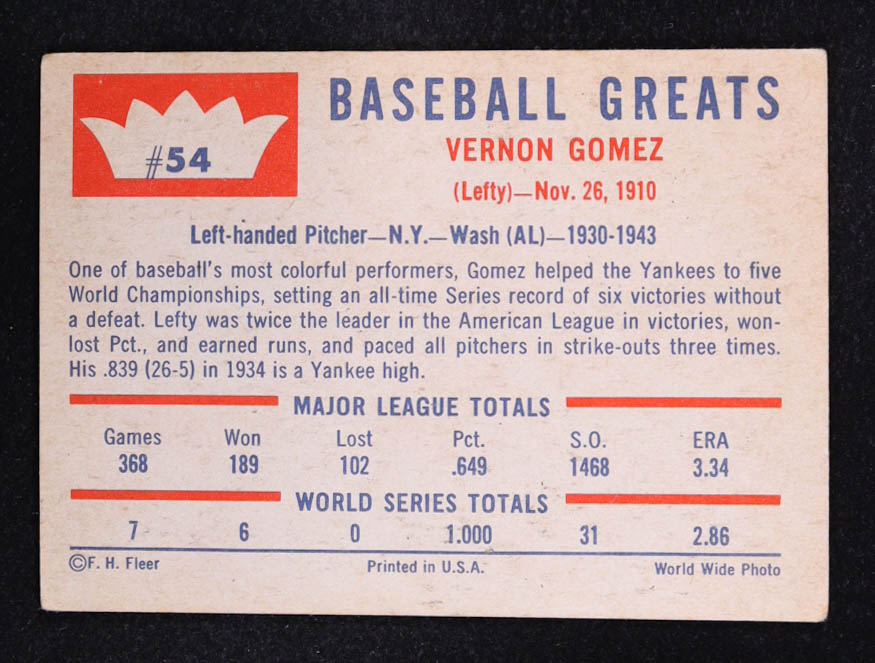 #54
BASEBALL GREATS
VERNON GOMEZ
(Lefty)—Nov. 26, 1910
Left-handed Pitcher—N.Y.—Wash (AL)—1930-1943
One of baseball's most colorful performers, Gomez helped the Yankees to five
World Championships, setting an all-time Series record of six victories without
a defeat. Lefty was twice the leader in the American League in victories, won-
lost Pct., and earned runs, and paced all pitchers in strike-outs three times.
His .839 (26-5) in 1934 is a Yankee high.
MAJOR LEAGUE TOTALS
Games Won Lost Pct. S.O. ERA
368 189 102 .649 1468 3.34
WORLD SERIES TOTALS
7 6 0 1.000 31 2.86
©F. H. Fleer Printed in U.S.A. World Wide Photo